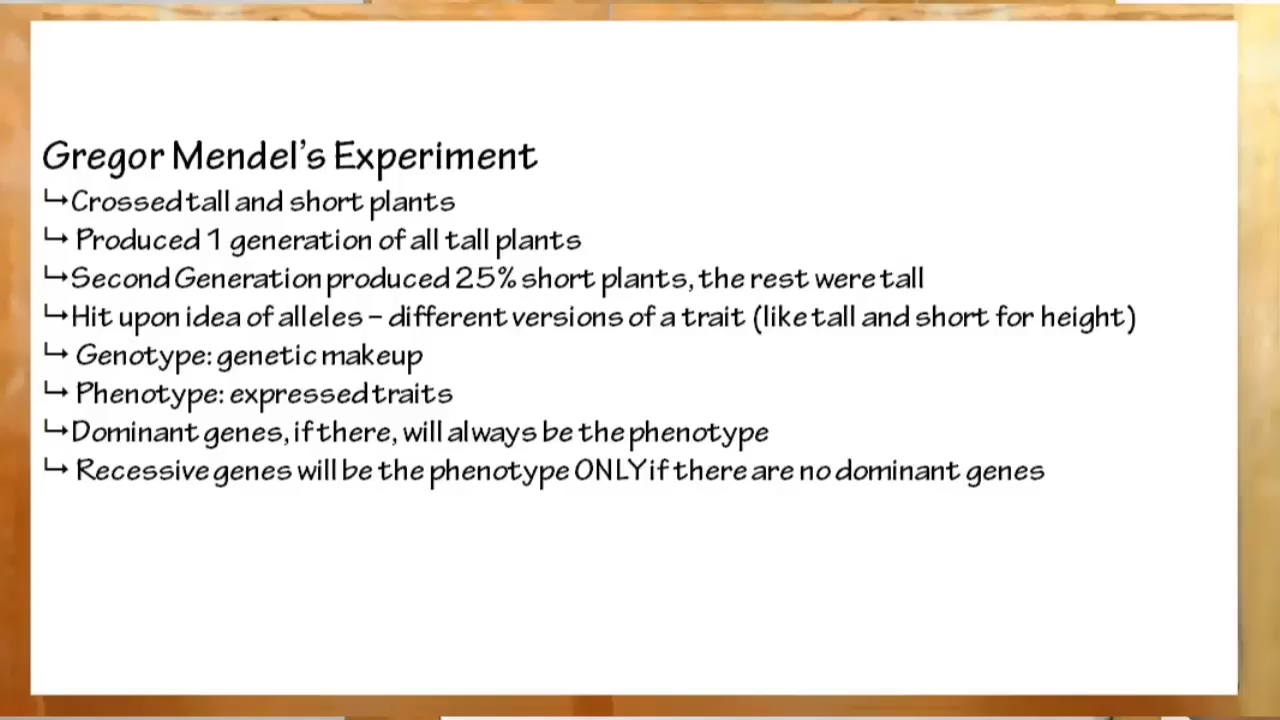 Gregor Mendel's Experiment
↳Crossed tall and short plants
↳ Produced 1 generation of all tall plants
↳Second Generation produced 25% short plants, the rest were tall
↳Hit upon idea of alleles – different versions of a trait (like tall and short for height)
↳ Genotype: genetic makeup
↳ Phenotype: expressed traits
↳Dominant genes, if there, will always be the phenotype
↳ Recessive genes will be the phenotype ONLY if there are no dominant genes